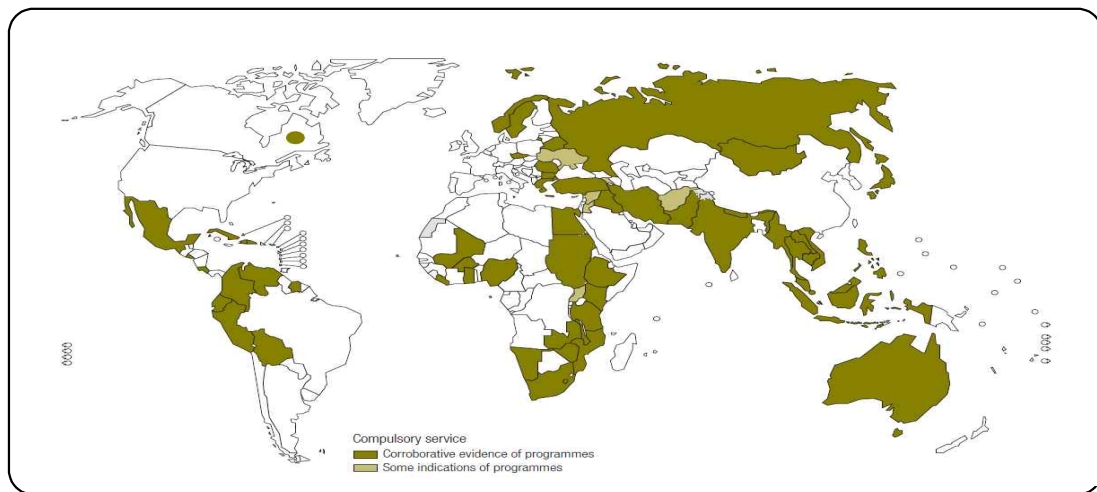 Compulsory service
Corroborative evidence of programmes
Some indications of programmes